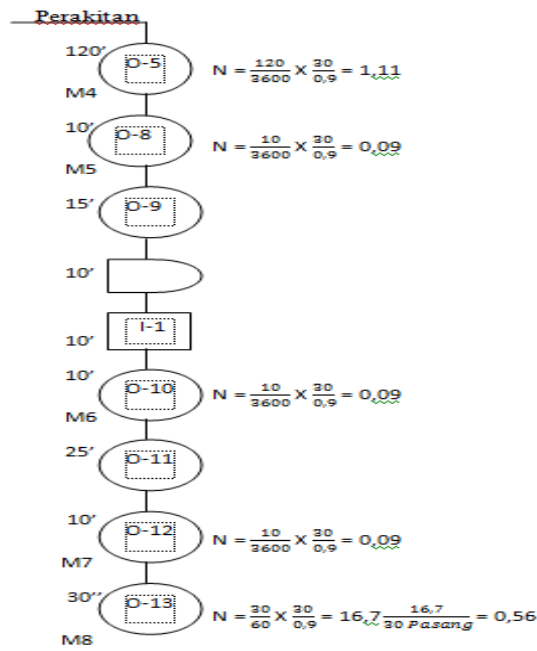 Perakitan
120’ O-5 N = 120/3600 X 30/0,9 = 1,11
M4
10’ O-8 N = 10/3600 X 30/0,9 = 0,09
M5
15’ O-9
10’
I-1
10’
10’ O-10 N = 10/3600 X 30/0,9 = 0,09
M6
25’ O-11
10’ O-12 N = 10/3600 X 30/0,9 = 0,09
M7
30’’ O-13 N = 30/60 X 30/0,9 = 16,7 16,7/30 Pasang = 0,56
M8